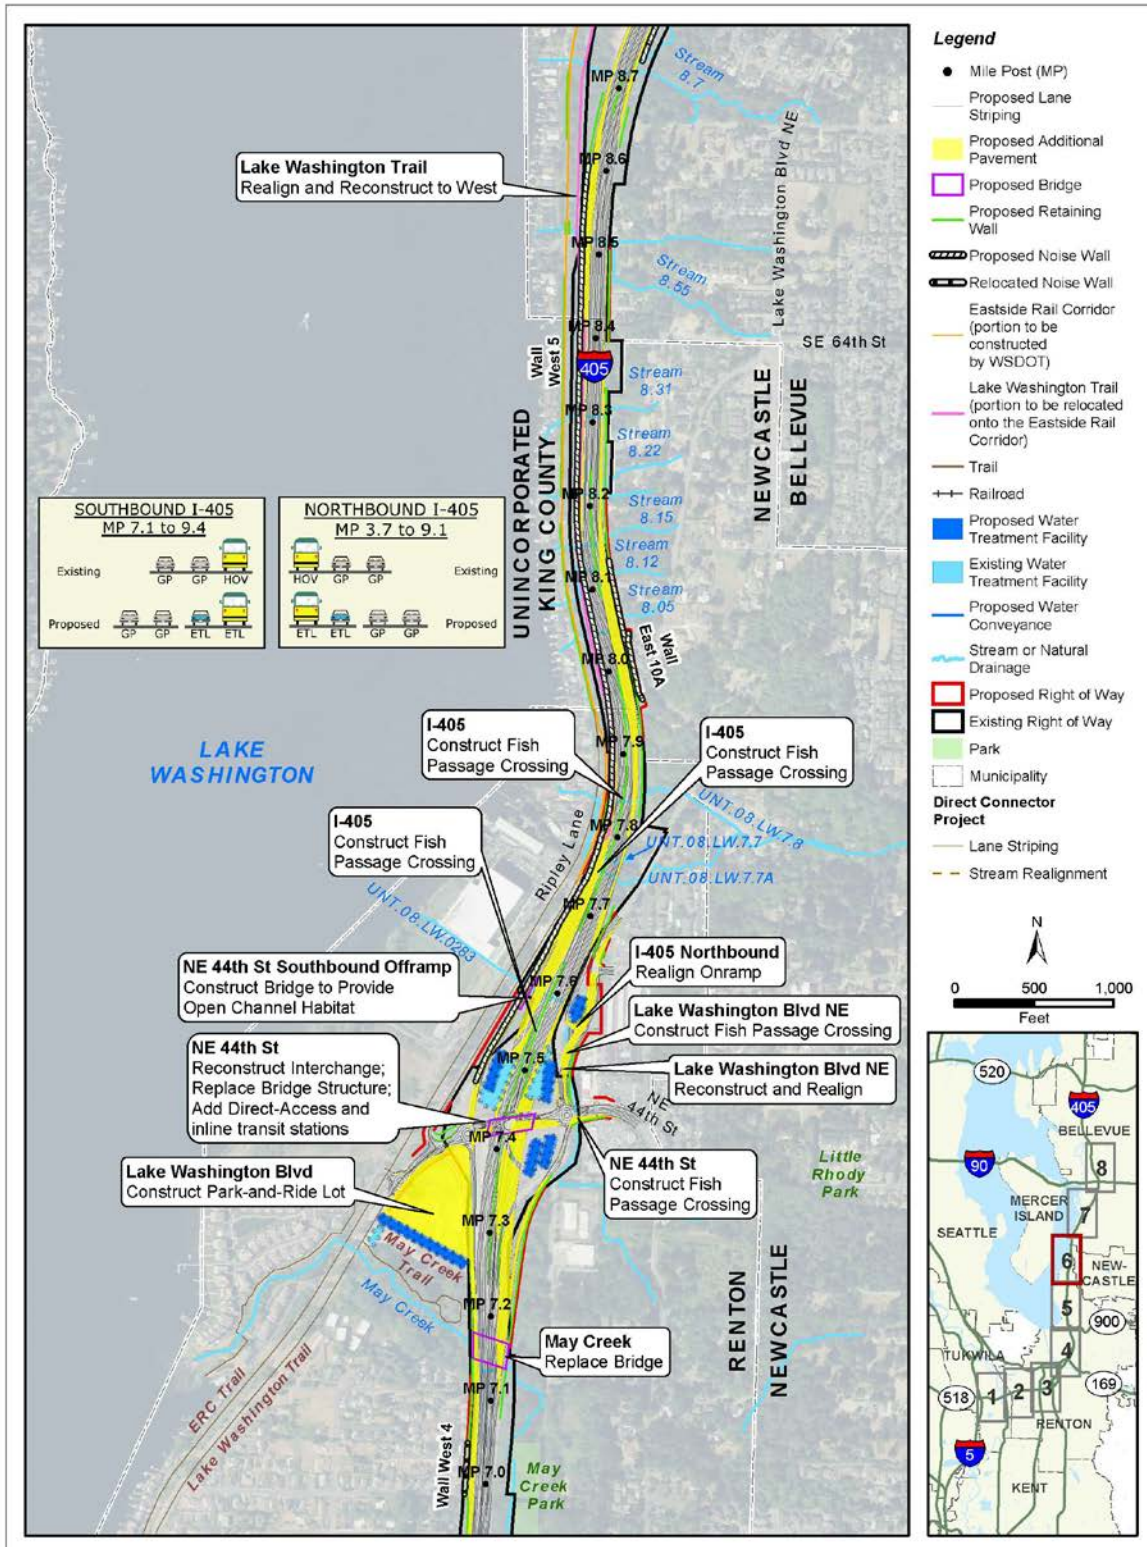 MP 8.7
Stream
8.7
MP 8.6
Lake Washington Blvd NE
Lake Washington Trail
Realign and Reconstruct to West
MP 8.5
Stream
8.55
MP 8.4
SE 64th St
Wall
West 5
405
Stream
8.31
MP 8.3
Stream
8.22
UNINCORPORATED
KING COUNTY
NEWCASTLE
BELLEVUE
MP 8.2
Stream
8.15
Stream
8.12
MP 8.1
Stream
8.05
SOUTHBOUND I-405
MP 7.1 to 9.4
Existing
GP GP HOV
Proposed
GP GP ETL ETL
NORTHBOUND I-405
MP 3.7 to 9.1
HOV GP GP
Existing
ETL ETL GP GP
Proposed
Wall
East 10A
MP 8.0
I-405
Construct Fish
Passage Crossing
I-405
Construct Fish
Passage Crossing
MP 7.9
LAKE
WASHINGTON
UNT.08.LW.7.8
MP 7.8
UNT.08.LW.7.7
UNT.08.LW.7.7A
I-405
Construct Fish
Passage Crossing
Ripley Lane
UNT.08.LW.0283
MP 7.7
I-405 Northbound
Realign Onramp
NE 44th St Southbound Offramp
Construct Bridge to Provide
Open Channel Habitat
MP 7.6
Lake Washington Blvd NE
Construct Fish Passage Crossing
NE 44th St
Reconstruct Interchange;
Replace Bridge Structure;
Add Direct-Access and
inline transit stations
MP 7.5
Lake Washington Blvd NE
Reconstruct and Realign
NE
44th St
MP 7.4
Lake Washington Blvd
Construct Park-and-Ride Lot
NE 44th St
Construct Fish
Passage Crossing
Little
Rhody
Park
MP 7.3
May Creek
Trail
May Creek
MP 7.2
RENTON
NEWCASTLE
May Creek
Replace Bridge
MP 7.1
ERC Trail
Lake Washington Trail
Wall West 4
MP 7.0
May
Creek
Park
Legend
Mile Post (MP)
Proposed Lane
Striping
Proposed Additional
Pavement
Proposed Bridge
Proposed Retaining
Wall
Proposed Noise Wall
Relocated Noise Wall
Eastside Rail Corridor
(portion to be
constructed
by WSDOT)
Lake Washington Trail
(portion to be relocated
onto the Eastside Rail
Corridor)
Trail
Railroad
Proposed Water
Treatment Facility
Existing Water
Treatment Facility
Proposed Water
Conveyance
Stream or Natural
Drainage
Proposed Right of Way
Existing Right of Way
Park
Municipality
Direct Connector
Project
Lane Striping
Stream Realignment
N
0 500 1,000
Feet
520
405
BELLEVUE
90
8
MERCER
ISLAND
7
SEATTLE
6
NEW-
CASTLE
5
900
4
TUKWILA
169
518
1
2
3
RENTON
5
KENT